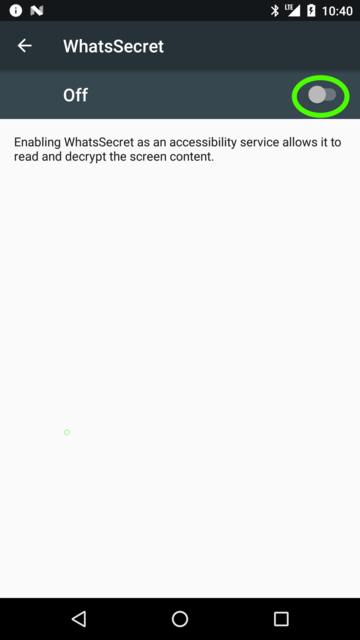 LTE 10:40
WhatsSecret
Off
Enabling WhatsSecret as an accessibility service allows it to
read and decrypt the screen content.